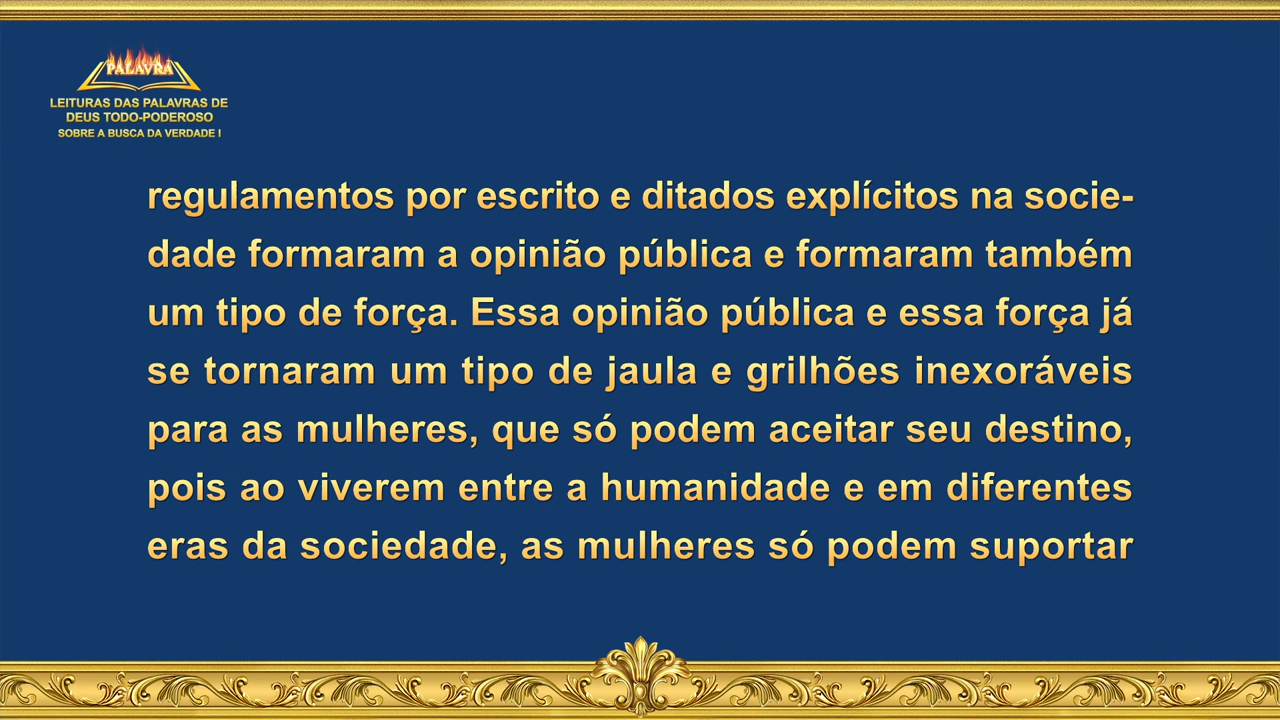 PALAVRA
LEITURAS DAS PALAVRAS DE
DEUS TODO-PODEROSO
SOBRE A BUSCA DA VERDADE I
regulamentos por escrito e ditados explícitos na socie-
dade formaram a opinião pública e formaram também
um tipo de força. Essa opinião pública e essa força já
se tornaram um tipo de jaula e grilhões inexoráveis
para as mulheres, que só podem aceitar seu destino,
pois ao viverem entre a humanidade e em diferentes
eras da sociedade, as mulheres só podem suportar